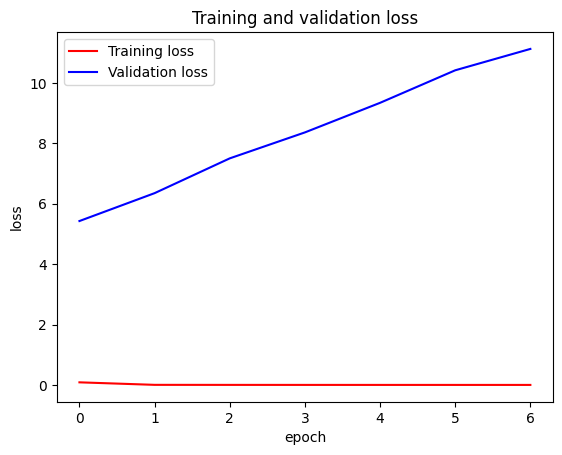 Training and validation loss
Training loss
Validation loss
10
8
6
4
2
0
loss
0 1 2 3 4 5 6
epoch